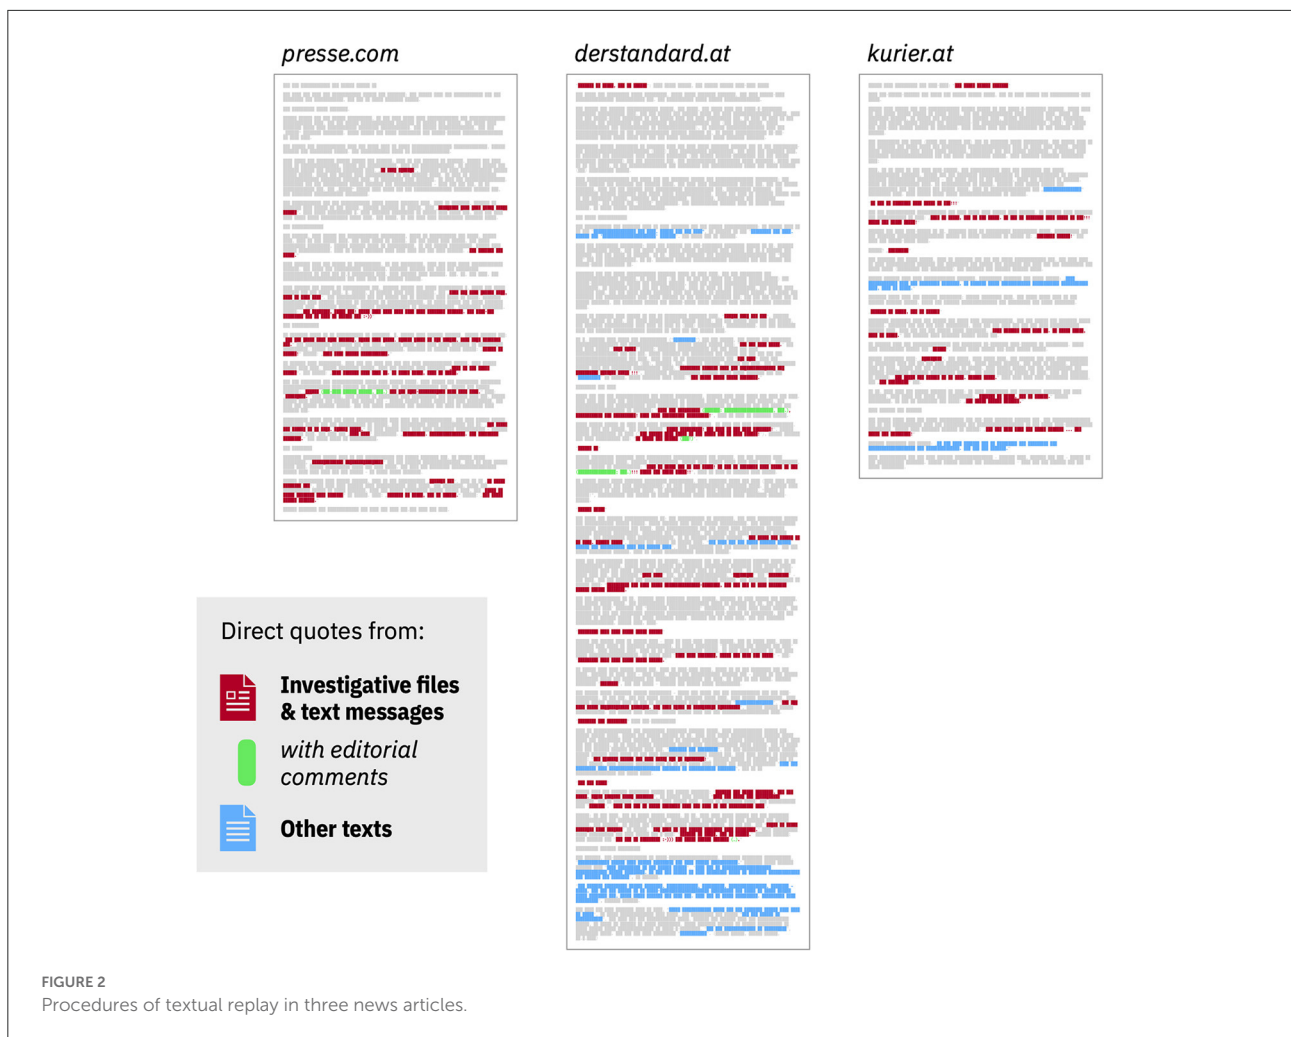 presse.com
derstandard.at
kurier.at
Direct quotes from:
Investigative files
& text messages
with editorial
comments
Other texts
FIGURE 2
Procedures of textual replay in three news articles.